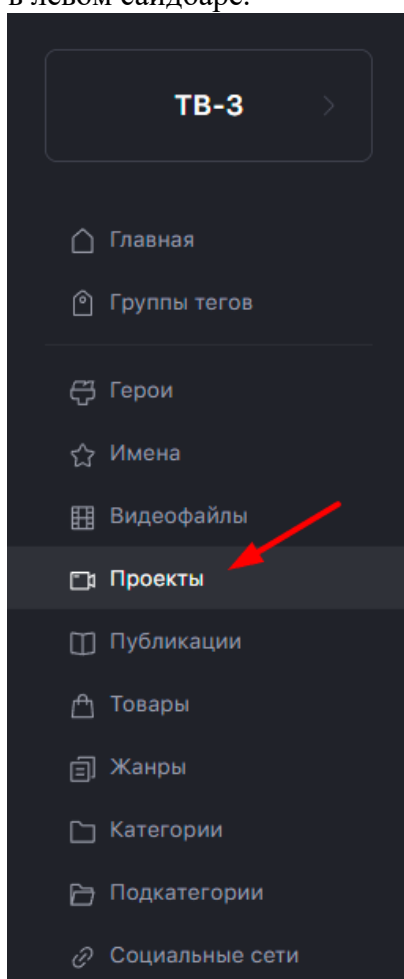 в левом сайдбаре.
ТВ-3
Главная
Группы тегов
Герои
Имена
Видеофайлы
Проекты
Публикации
Товары
Жанры
Категории
Подкатегории
Социальные сети